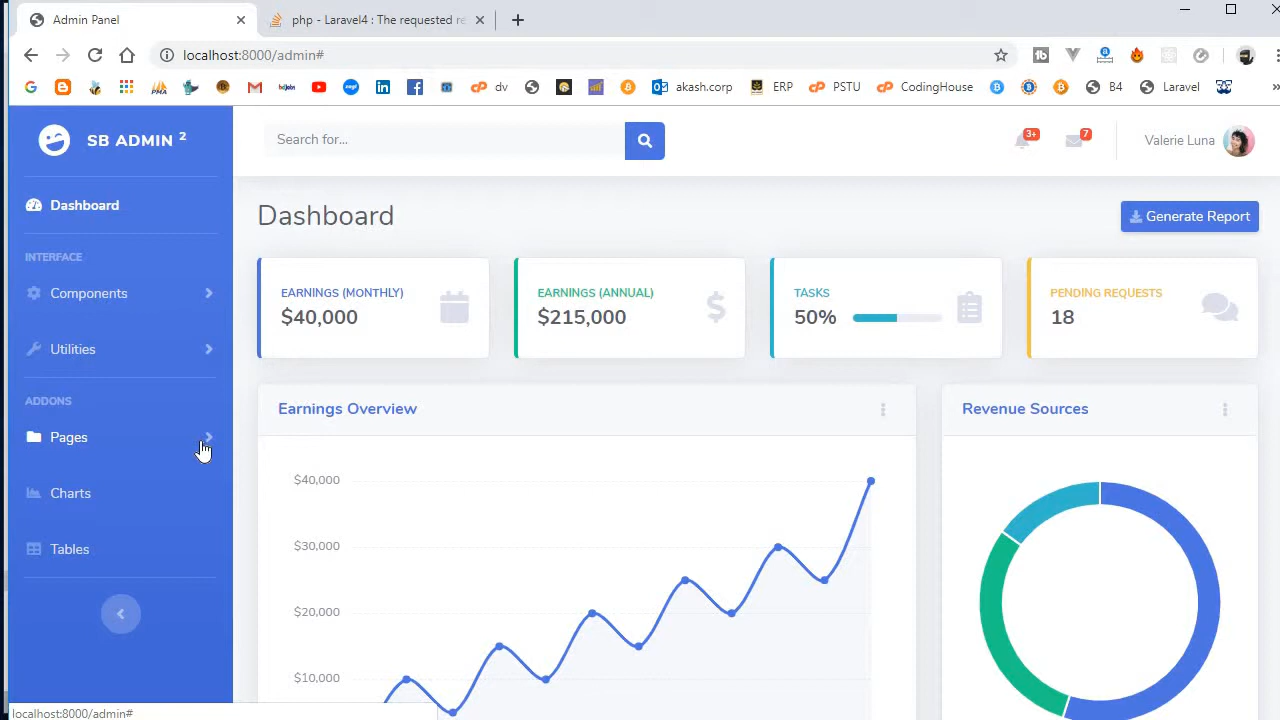 Admin Panel
php - Laravel4 : The requested re
localhost:8000/admin#
dv
akash.corp
ERP
PSTU
CodingHouse
B4
Laravel
SB ADMIN 2
Search for...
3+
7
Valerie Luna
Dashboard
INTERFACE
Components
Utilities
ADDONS
Pages
Charts
Tables
Dashboard
Generate Report
EARNINGS (MONTHLY)
$40,000
EARNINGS (ANNUAL)
$215,000
TASKS
50%
PENDING REQUESTS
18
Earnings Overview
$40,000
$30,000
$20,000
$10,000
Revenue Sources
localhost:8000/admin#